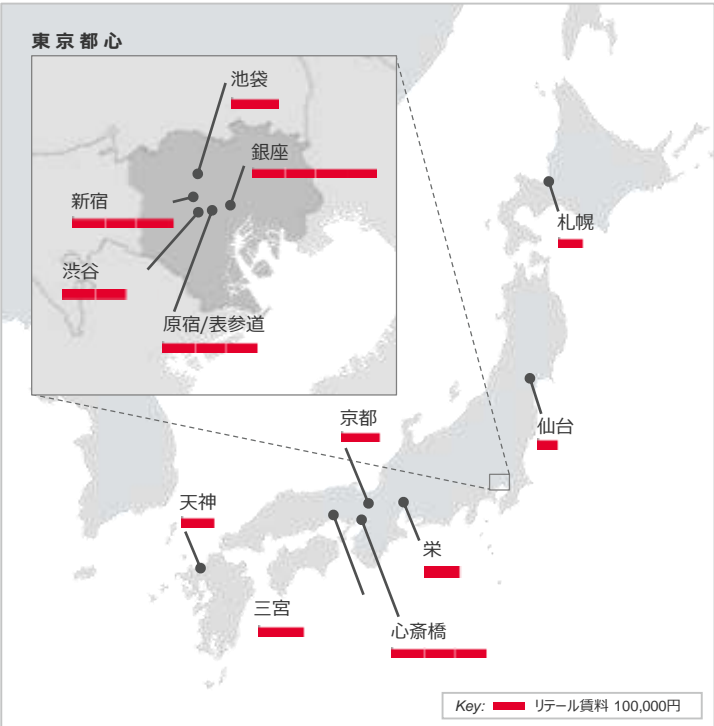 東京都心
池袋
銀座
新宿
渋谷
原宿/表参道
札幌
仙台
京都
天神
栄
三宮
心斎橋
Key: リテール賃料 100,000円